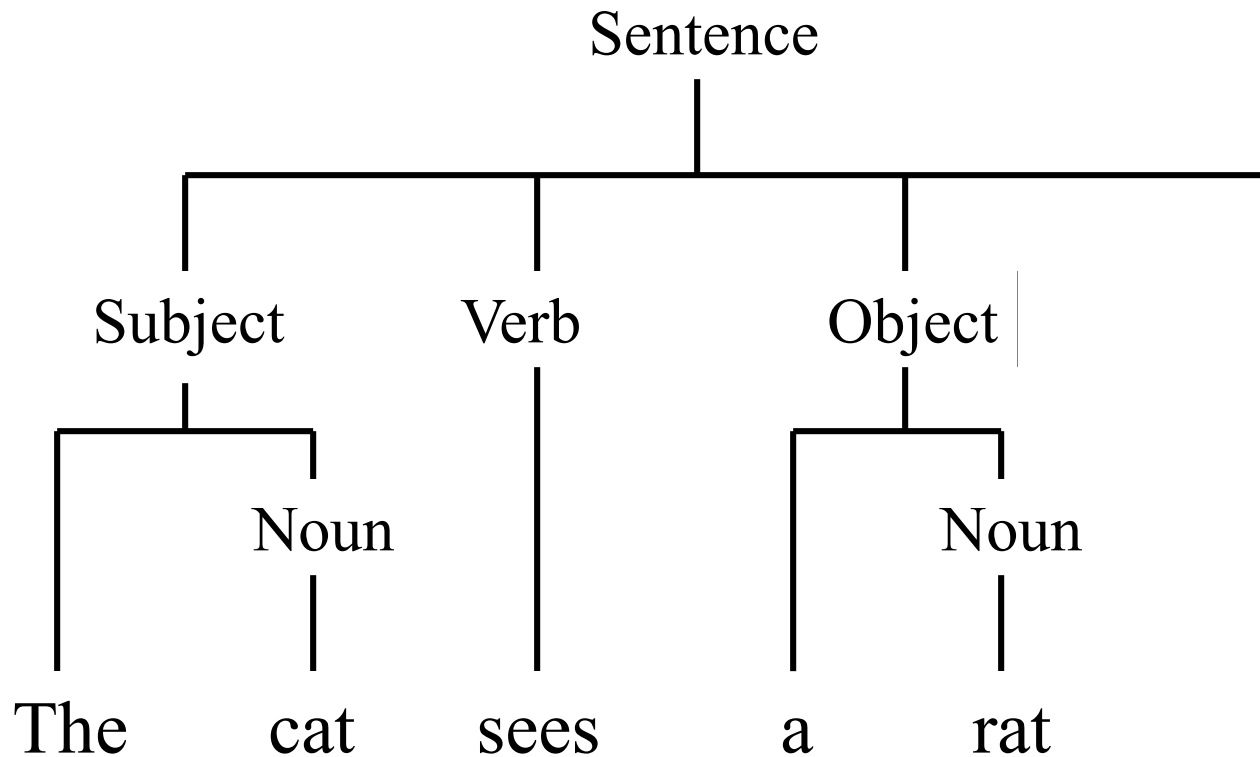 Sentence
Subject Verb Object
Noun Noun
The cat sees a rat